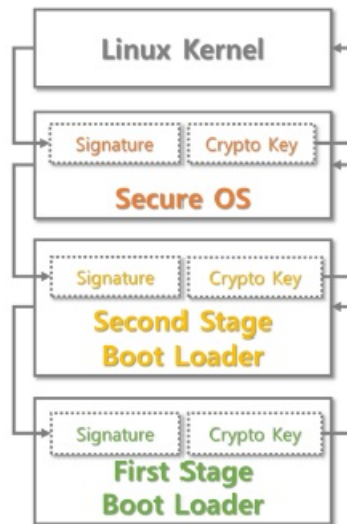 Linux Kernel
Signature Crypto Key
Secure OS
Signature Crypto Key
Second Stage
Boot Loader
Signature Crypto Key
First Stage
Boot Loader